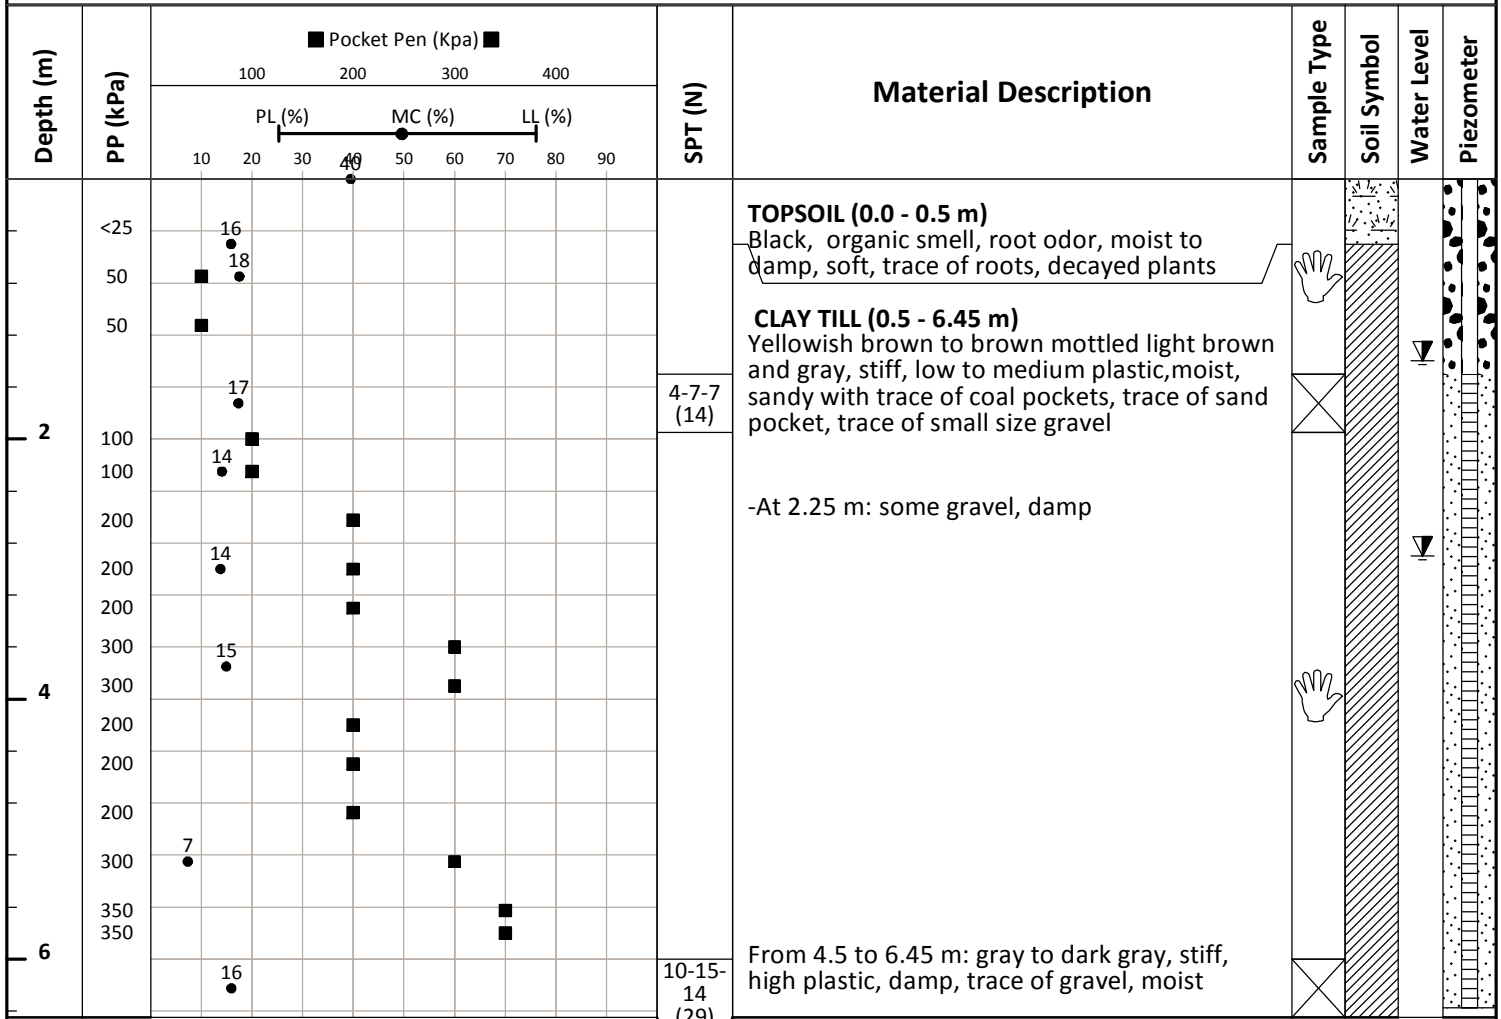 Depth (m)
PP (kPa)
Pocket Pen (Kpa)
100 200 300 400
PL (%) MC (%) LL (%)
10 20 30 40 50 60 70 80 90
SPT (N)
Material Description
Sample Type
Soil Symbol
Water Level
Piezometer
40
TOPSOIL (0.0 - 0.5 m)
<25 16
Black, organic smell, root odor, moist to
18
damp, soft, trace of roots, decayed plants
50
CLAY TILL (0.5 - 6.45 m)
50
Yellowish brown to brown mottled light brown
and gray, stiff, low to medium plastic,moist,
17
4-7-7
(14)
sandy with trace of coal pockets, trace of sand
pocket, trace of small size gravel
2 100
14
100
-At 2.25 m: some gravel, damp
200
14
200
200
300
15
300
4
200
200
200
7
300
350
350
6
From 4.5 to 6.45 m: gray to dark gray, stiff,
high plastic, damp, trace of gravel, moist
16
10-15-
14
(29)